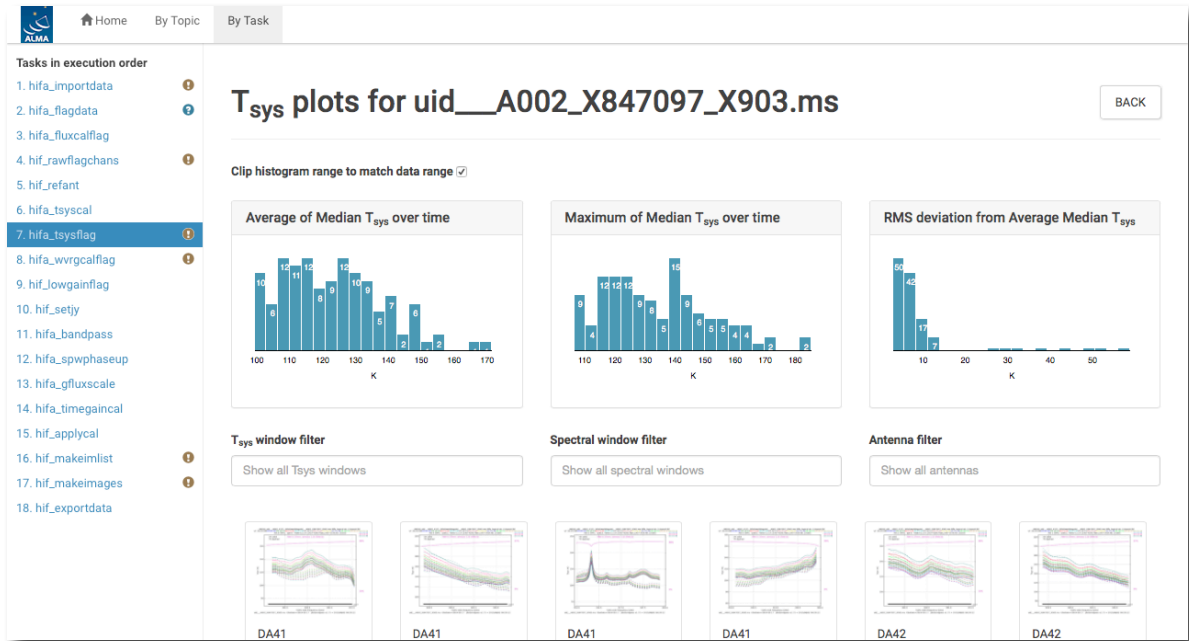 ALMA
Home
By Topic
By Task
Tasks in execution order
1. hifa_importdata
2. hifa_flagdata
3. hifa_fluxcalflag
4. hif_rawflagchans
5. hif_refant
6. hifa_tsyscal
7. hifa_tsysflag
8. hifa_wvrgcalflag
9. hif_lowgainflag
10. hif_setjy
11. hifa_bandpass
12. hifa_spwphaseup
13. hifa_gfluxscale
14. hifa_timegaincal
15. hif_applycal
16. hif_makeimlist
17. hif_makeimages
18. hif_exportdata
Tsys plots for uid___A002_X847097_X903.ms
BACK
Clip histogram range to match data range
Average of Median Tsys over time
10 6 12 11 12 8 9 12 10 9 5 7 2 6 2
100 110 120 130 140 150 160 170
K
Maximum of Median Tsys over time
9 4 12 12 12 9 8 5 15 9 6 5 5 4 4 2 2
110 120 130 140 150 160 170 180
K
RMS deviation from Average Median Tsys
50 42 17 7
10 20 30 40 50
K
Tsys window filter
Show all Tsys windows
Spectral window filter
Show all spectral windows
Antenna filter
Show all antennas
DA41
DA41
DA41
DA41
DA42
DA42